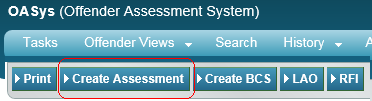 OASys (Offender Assessment System)
Tasks Offender Views Search History A
Print Create Assessment Create BCS LAO RFI